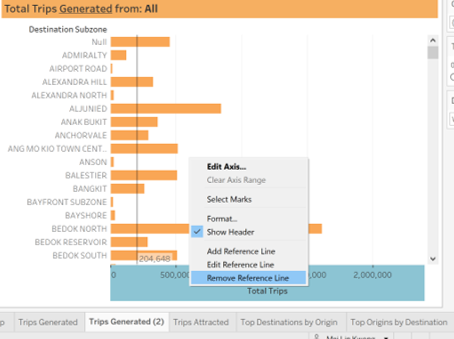 Total Trips Generated from: All
Destination Subzone
Null
ADMIRALTY
AIRPORT ROAD
ALEXANDRA HILL
ALEXANDRA NORTH
ALJUNIED
ANAK BUKIT
ANCHORVALE
ANG MO KIO TOWN CENT..
ANSON
BALESTIER
BANGKIT
BAYFRONT SUBZONE
BAYSHORE
BEDOK NORTH
BEDOK RESERVOIR
BEDOK SOUTH
204,648
Edit Axis...
Clear Axis Range
Select Marks
Format...
Show Header
Add Reference Line
Edit Reference Line
Remove Reference Line
0 500,000 2,000,000
Total Trips
Trips Generated Trips Generated (2) Trips Attracted Top Destinations by Origin Top Origins by Destination